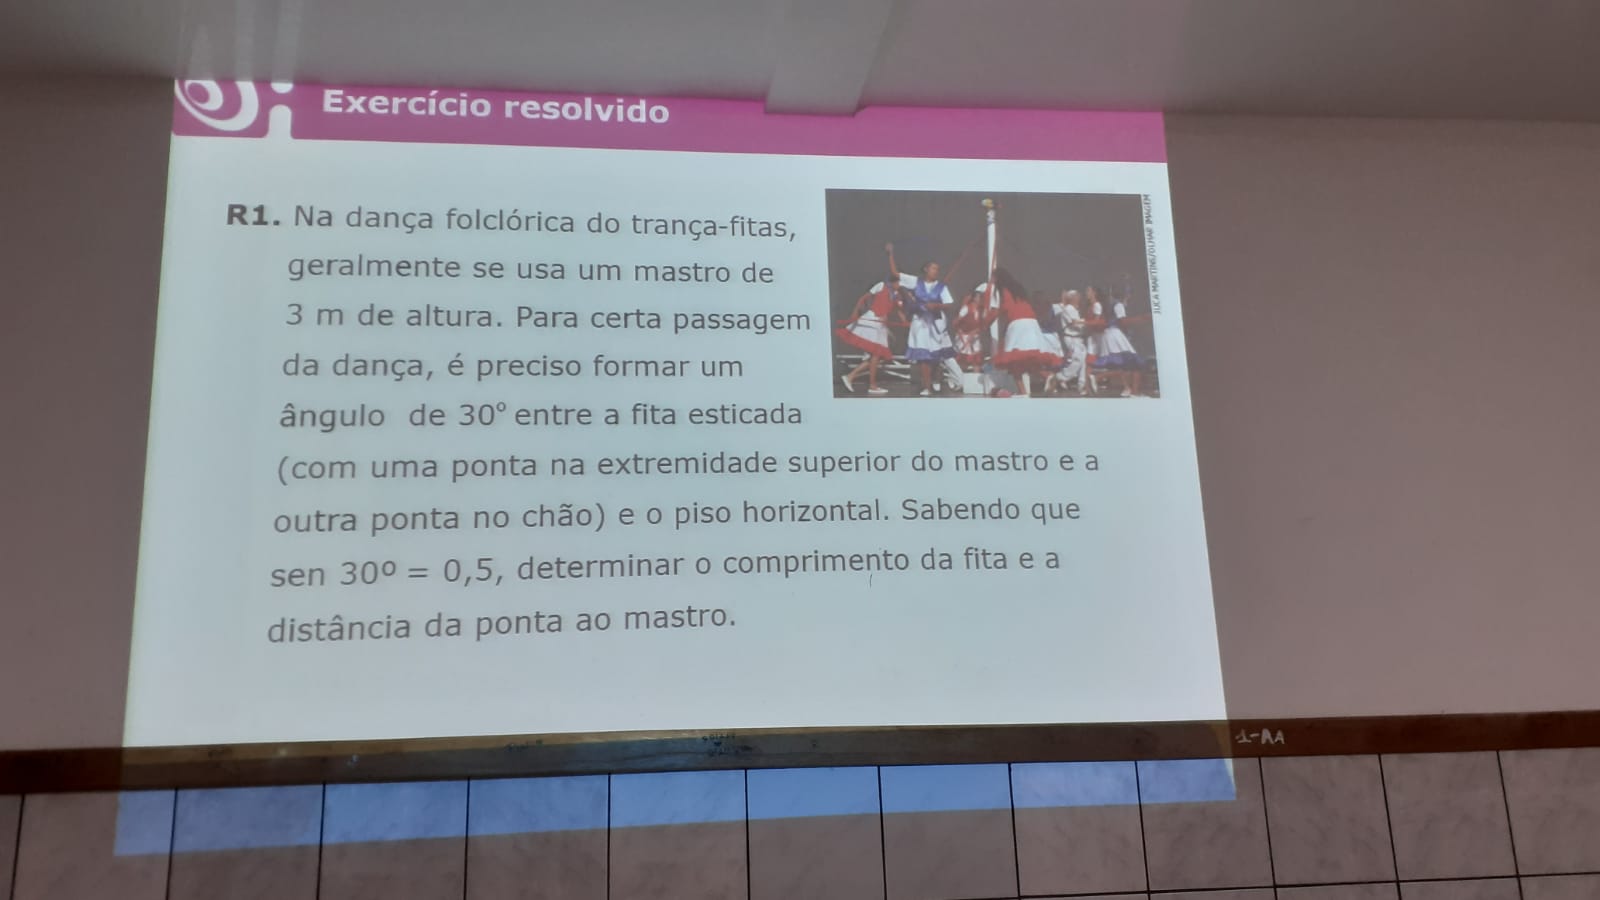 Exercício resolvido
R1. Na dança folclórica do trança-fitas,
geralmente se usa um mastro de
3 m de altura. Para certa passagem
da dança, é preciso formar um
ângulo de 30º entre a fita esticada
(com uma ponta na extremidade superior do mastro e a
outra ponta no chão) e o piso horizontal. Sabendo que
sen 30º = 0,5, determinar o comprimento da fita e a
distância da ponta ao mastro.
MARTINS/OLHAR IMAGEM
1-AA